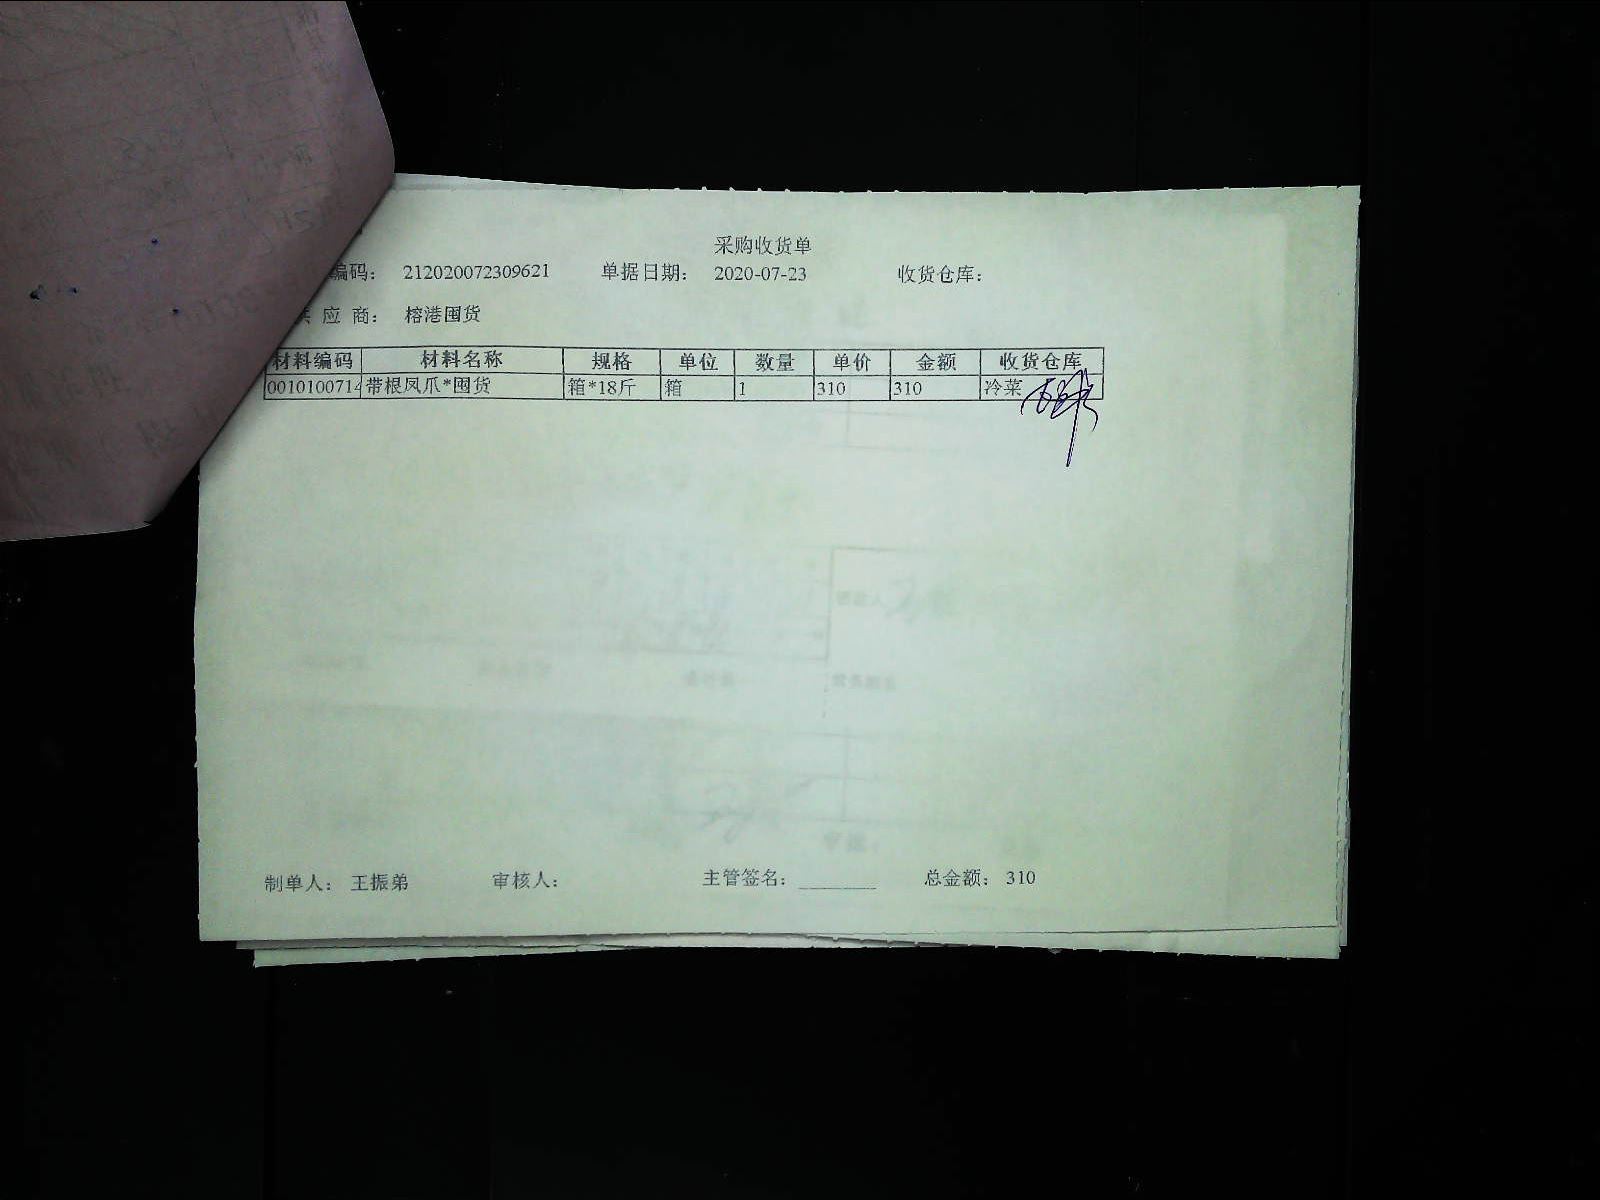 采购收货单
编码： 212020072309621 单据日期： 2020-07-23 收货仓库：
供 应 商： 榕港囤货
材料编码 材料名称 规格 单位 数量 单价 金额 收货仓库
0010100714 带根凤爪*囤货 箱*18斤 箱 1 310 310 冷菜
制单人： 王振弟 审核人： 主管签名： ________ 总金额： 310